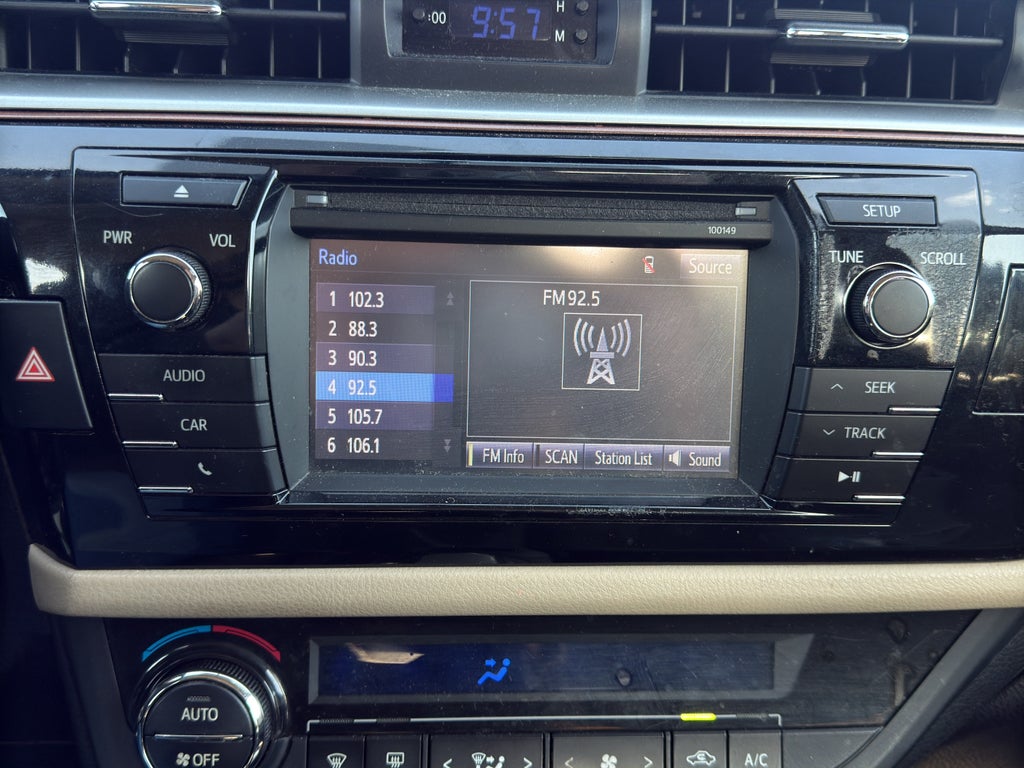 :00 9:57 H
M
100149
PWR VOL
SETUP
TUNE SCROLL
Radio Source
1 102.3
2 88.3
3 90.3
4 92.5
5 105.7
6 106.1
FM 92.5
FM Info SCAN Station List Sound
AUDIO
CAR
SEEK
TRACK
AUTO
OFF
A/C